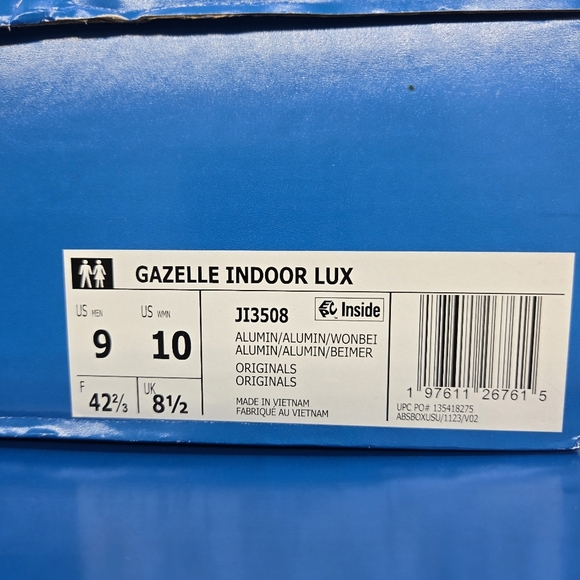 GAZELLE INDOOR LUX
US MEN
9
US WMN
10
F
42⅔
UK
8½
JI3508
Inside
ALUMIN/ALUMIN/WONBEI
ALUMIN/ALUMIN/BEIMER
ORIGINALS
ORIGINALS
MADE IN VIETNAM
FABRIQUÉ AU VIETNAM
1 97611 26761 5
UPC PO# 135418275
ABSBOXUSU/1123/V02